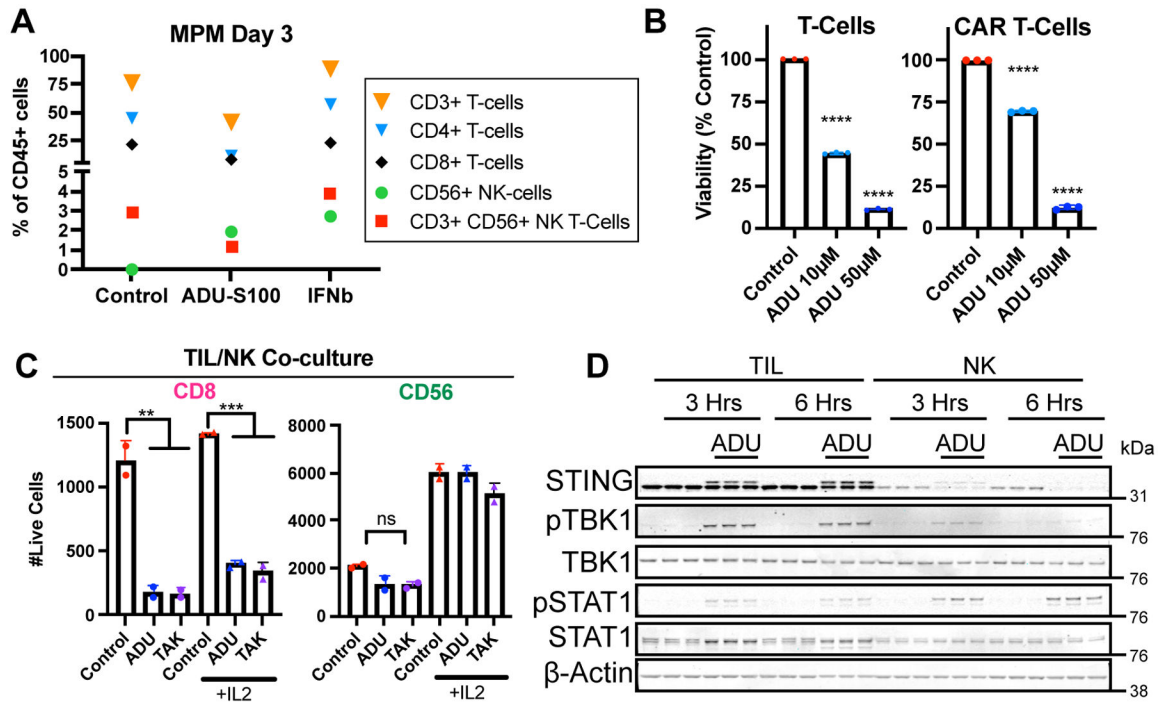 A
MPM Day 3
% of CD45+ cells
100
75
50
25
5
4
3
2
1
0
Control
ADU-S100
IFNb
CD3+ T-cells
CD4+ T-cells
CD8+ T-cells
CD56+ NK-cells
CD3+ CD56+ NK T-Cells
B
T-Cells
CAR T-Cells
Viability (% Control)
100
75
50
25
0
****
****
Control
ADU 10µM
ADU 50µM
100
75
50
25
0
****
****
Control
ADU 10µM
ADU 50µM
C
TIL/NK Co-culture
CD8
CD56
#Live Cells
1500
1000
500
0
**
***
Control
ADU
TAK
Control
ADU
TAK
+IL2
8000
6000
4000
2000
0
ns
Control
ADU
TAK
Control
ADU
TAK
+IL2
D
TIL
NK
3 Hrs
6 Hrs
3 Hrs
6 Hrs
ADU
ADU
ADU
ADU
kDa
STING
31
pTBK1
76
TBK1
76
pSTAT1
76
STAT1
76
β-Actin
38